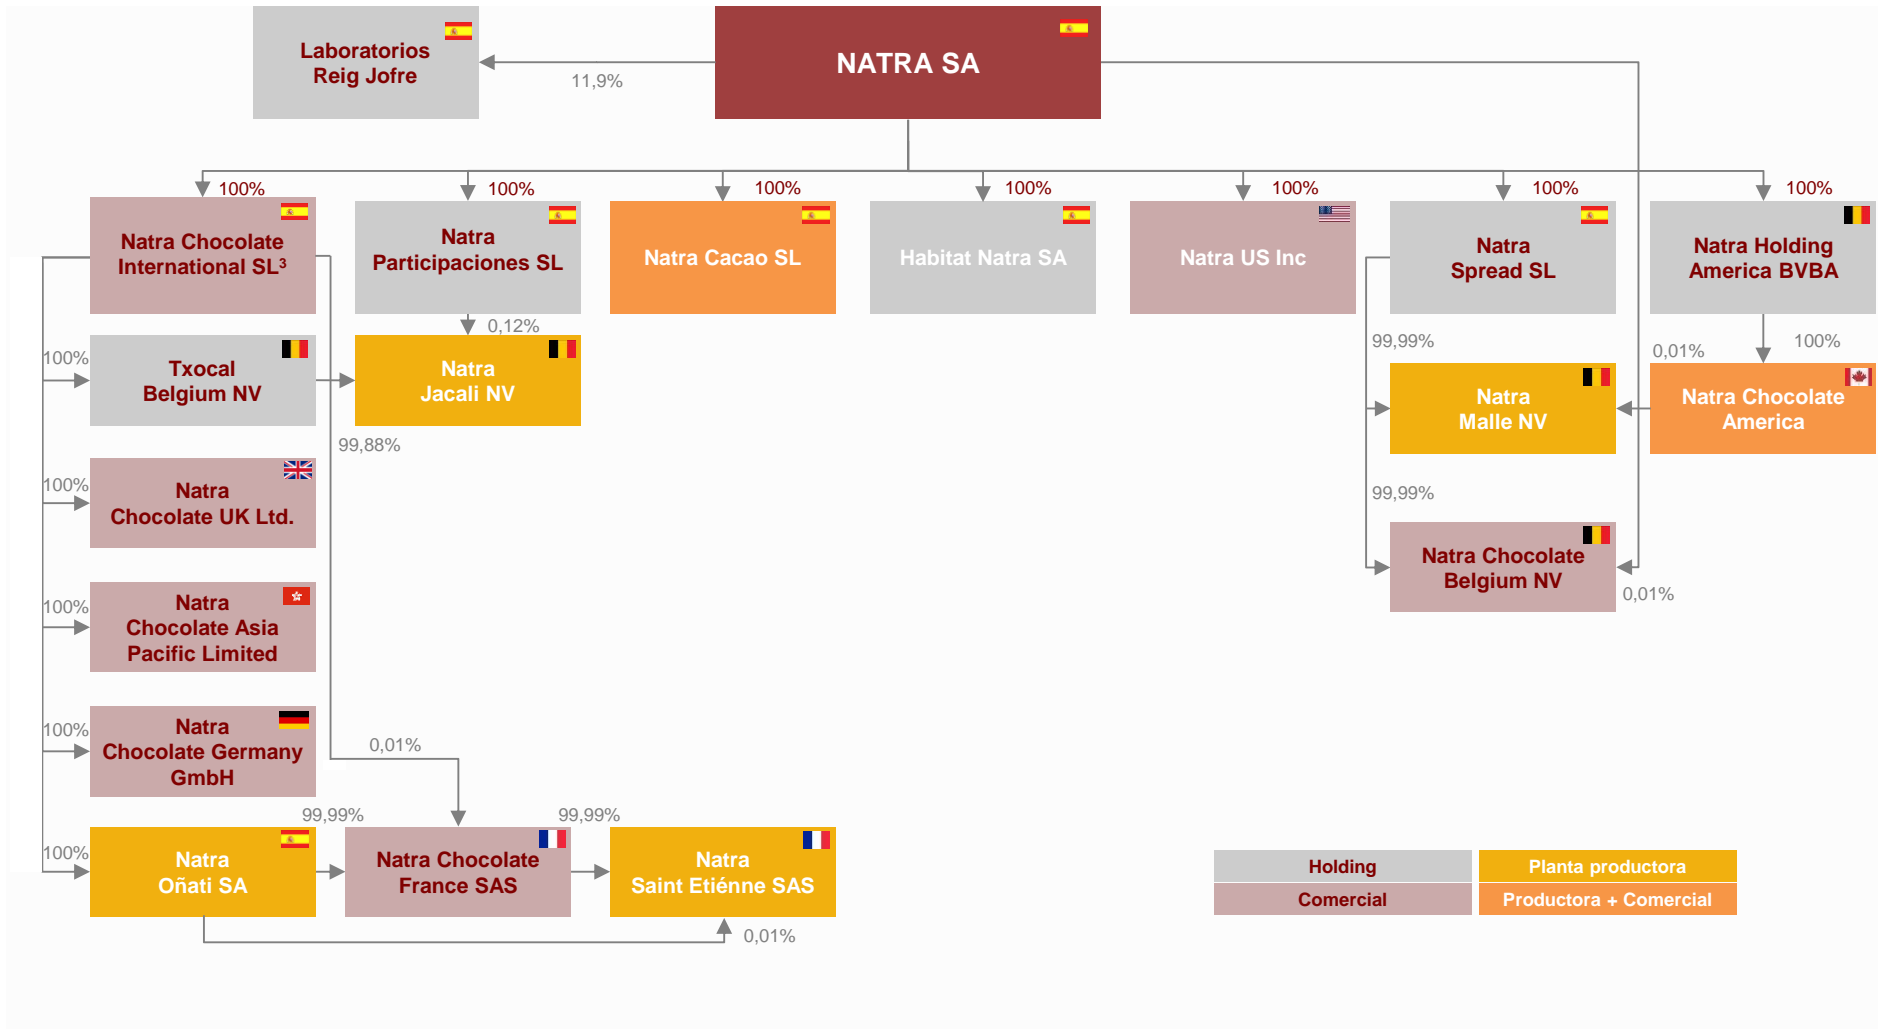 Laboratorios
Reig Jofre
11,9%
NATRA SA
100%
100%
100%
100%
100%
100%
100%
Natra Chocolate
International SL³
Natra
Participaciones SL
Natra Cacao SL
Habitat Natra SA
Natra US Inc
Natra
Spread SL
Natra Holding
America BVBA
0,12%
99,99%
0,01%
100%
100%
Txocal
Belgium NV
Natra
Jacali NV
Natra
Malle NV
Natra Chocolate
America
99,88%
100%
Natra
Chocolate UK Ltd.
99,99%
Natra Chocolate
Belgium NV
0,01%
100%
Natra
Chocolate Asia
Pacific Limited
100%
Natra
Chocolate Germany
GmbH
0,01%
99,99%
99,99%
100%
Natra
Oñati SA
Natra Chocolate
France SAS
Natra
Saint Etiénne SAS
0,01%
Holding
Planta productora
Comercial
Productora + Comercial